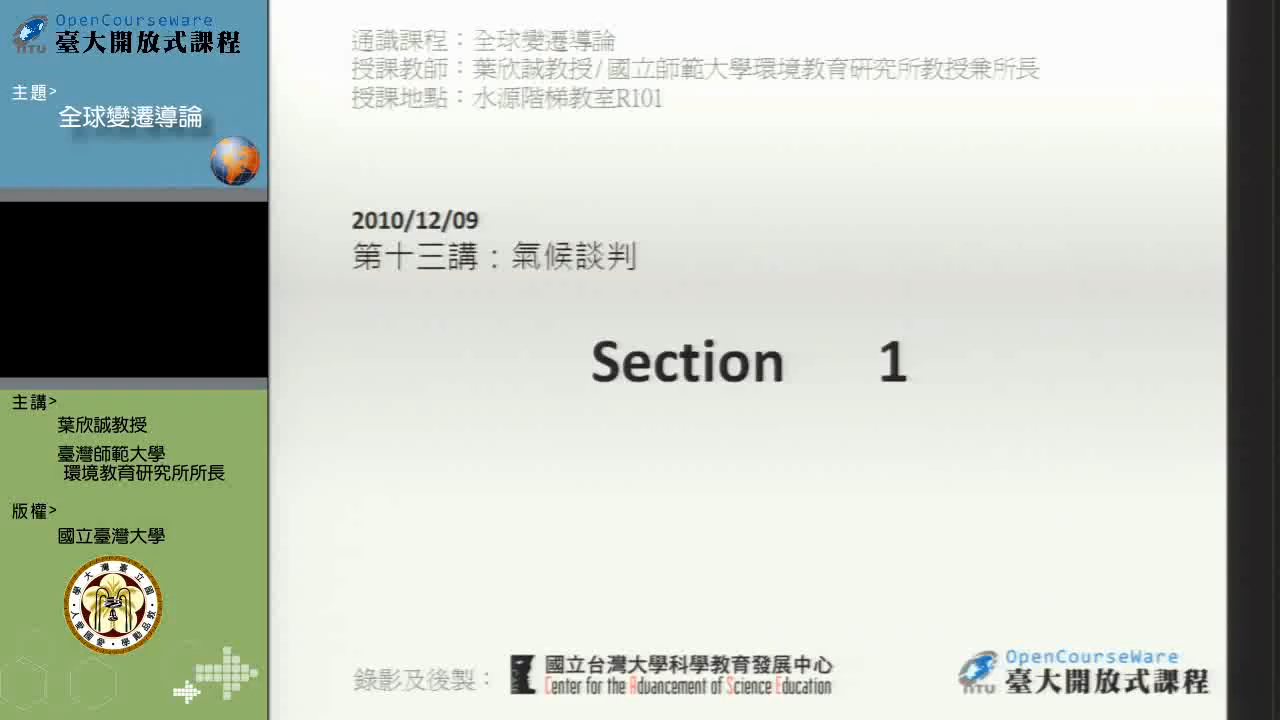 OpenCourseWare
NTU 臺大開放式課程
主題>
全球變遷導論
主講>
葉欣誠教授
臺灣師範大學
環境教育研究所所長
版權>
國立臺灣大學
通識課程：全球變遷導論
授課教師：葉欣誠教授/國立師範大學環境教育研究所教授兼所長
授課地點：水源階梯教室R101
2010/12/09
第十三講：氣候談判
Section 1
錄影及後製：
國立台灣大學科學教育發展中心
Center for the Advancement of Science Education
OpenCourseWare
NTU 臺大開放式課程